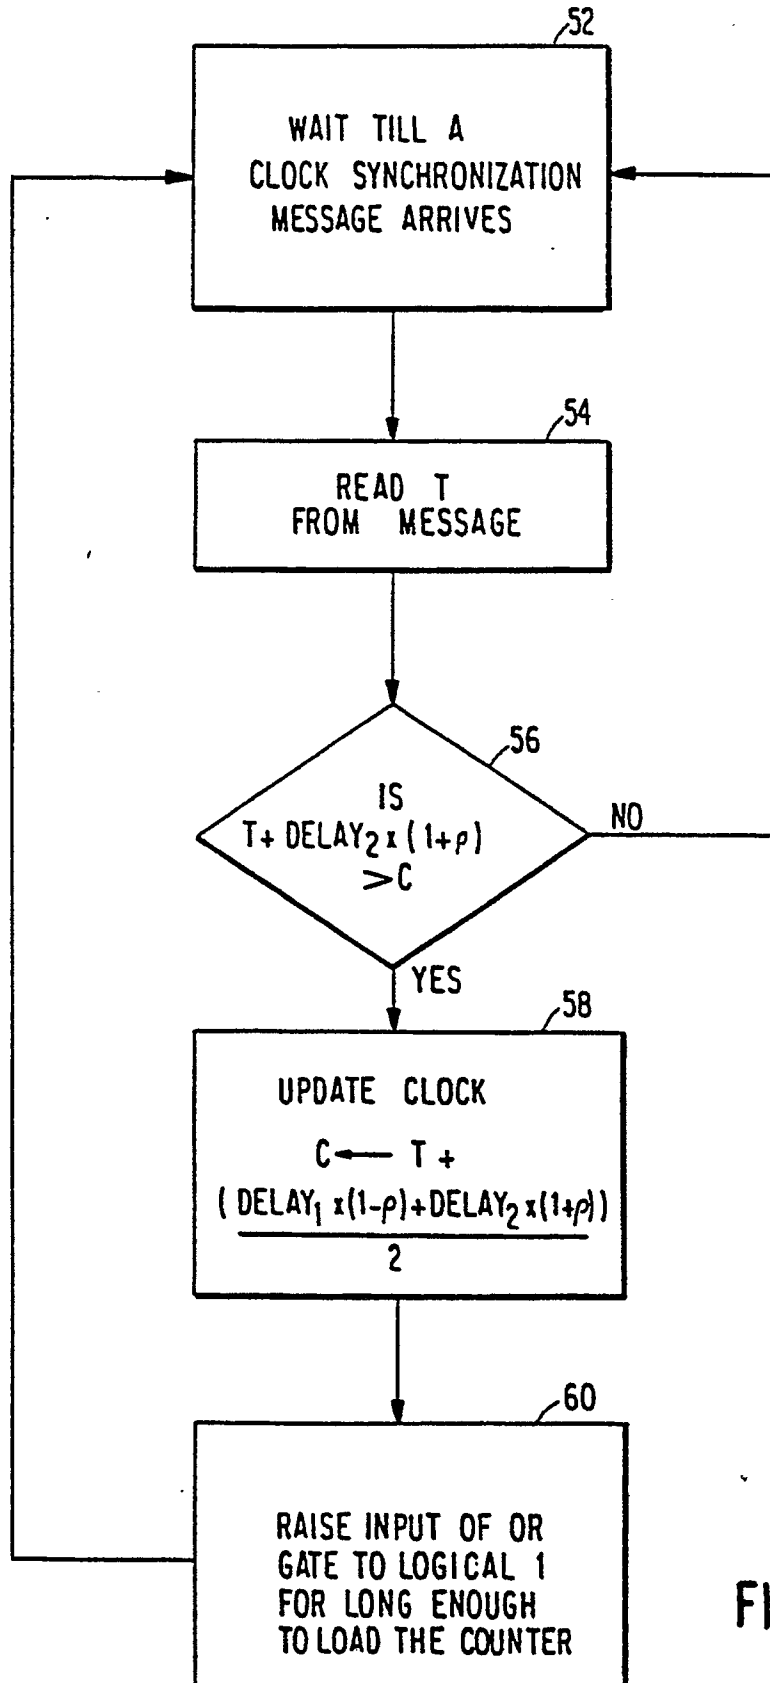 52
WAIT TILL A
CLOCK SYNCHRONIZATION
MESSAGE ARRIVES
54
READ T
FROM MESSAGE
56
IS
T+ DELAY₂ x (1+ρ)
>C
NO
YES
58
UPDATE CLOCK
C ← T +
( DELAY₁ x(1-ρ)+DELAY₂ x(1+ρ))
2
60
RAISE INPUT OF OR
GATE TO LOGICAL 1
FOR LONG ENOUGH
TO LOAD THE COUNTER